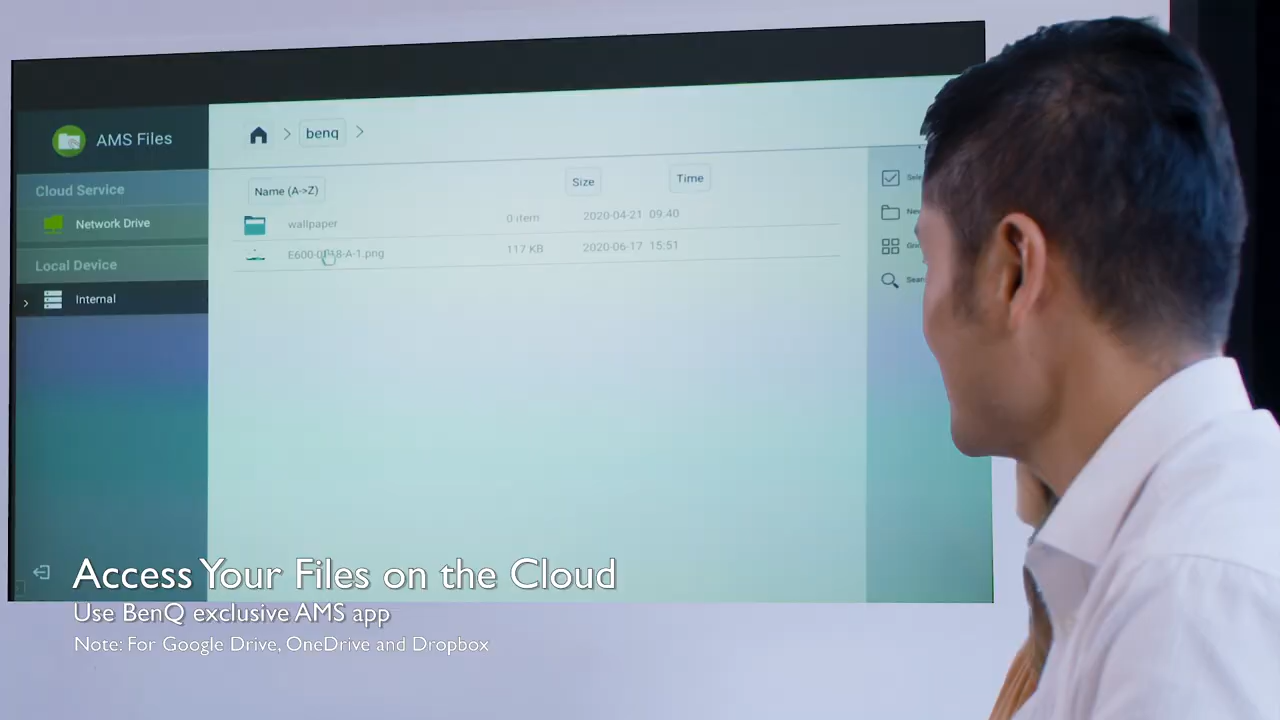 AMS Files
benq
Cloud Service
Network Drive
Local Device
Internal
Name (A->Z)
Size
Time
wallpaper
0 item
2020-04-21 09:40
117 KB
2020-06-17 15:51
Access Your Files on the Cloud
Use BenQ exclusive AMS app
Note: For Google Drive, OneDrive and Dropbox